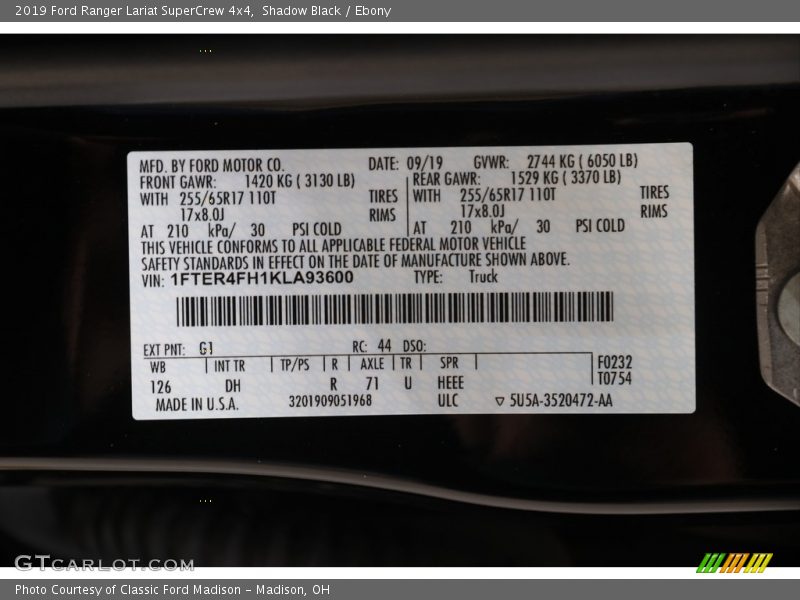 2019 Ford Ranger Lariat SuperCrew 4x4,  Shadow Black / Ebony
MFD. BY FORD MOTOR CO. DATE: 09/19 GVWR: 2744 KG ( 6050 LB)
FRONT GAWR: 1420 KG ( 3130 LB) REAR GAWR: 1529 KG ( 3370 LB)
WITH 255/65R17 110T TIRES WITH 255/65R17 110T TIRES
17x8.0J RIMS 17x8.0J RIMS
AT 210 kPa/ 30 PSI COLD AT 210 kPa/ 30 PSI COLD
THIS VEHICLE CONFORMS TO ALL APPLICABLE FEDERAL MOTOR VEHICLE
SAFETY STANDARDS IN EFFECT ON THE DATE OF MANUFACTURE SHOWN ABOVE.
VIN: 1FTER4FH1KLA93600 TYPE: Truck
EXT PNT: G1 RC: 44 DSO:
WB INT TR TP/PS R AXLE TR SPR F0232
126 DH R 71 U HEEE T0754
MADE IN U.S.A. 3201909051968 ULC ▽ 5U5A-3520472-AA
GTCARLOT.COM
Photo Courtesy of Classic Ford Madison - Madison, OH